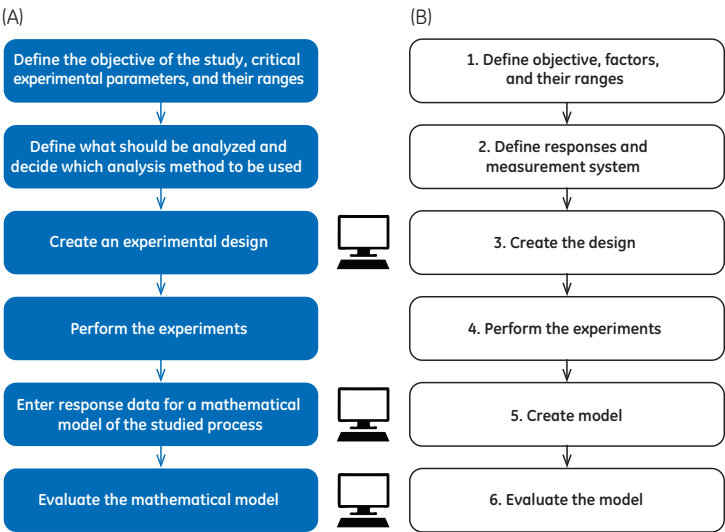 (A)
Define the objective of the study, critical
experimental parameters, and their ranges
Define what should be analyzed and
decide which analysis method to be used
Create an experimental design
Perform the experiments
Enter response data for a mathematical
model of the studied process
Evaluate the mathematical model
(B)
1. Define objective, factors,
and their ranges
2. Define responses and
measurement system
3. Create the design
4. Perform the experiments
5. Create model
6. Evaluate the model